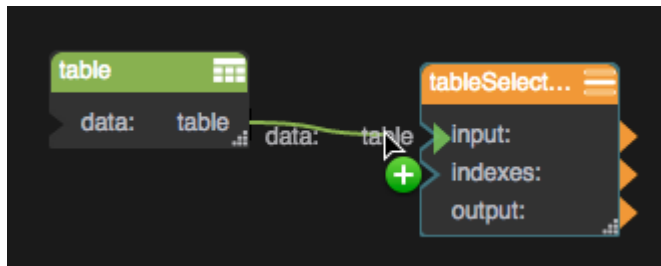 table
data: table
data: table
tableSelect...
input:
indexes:
output: